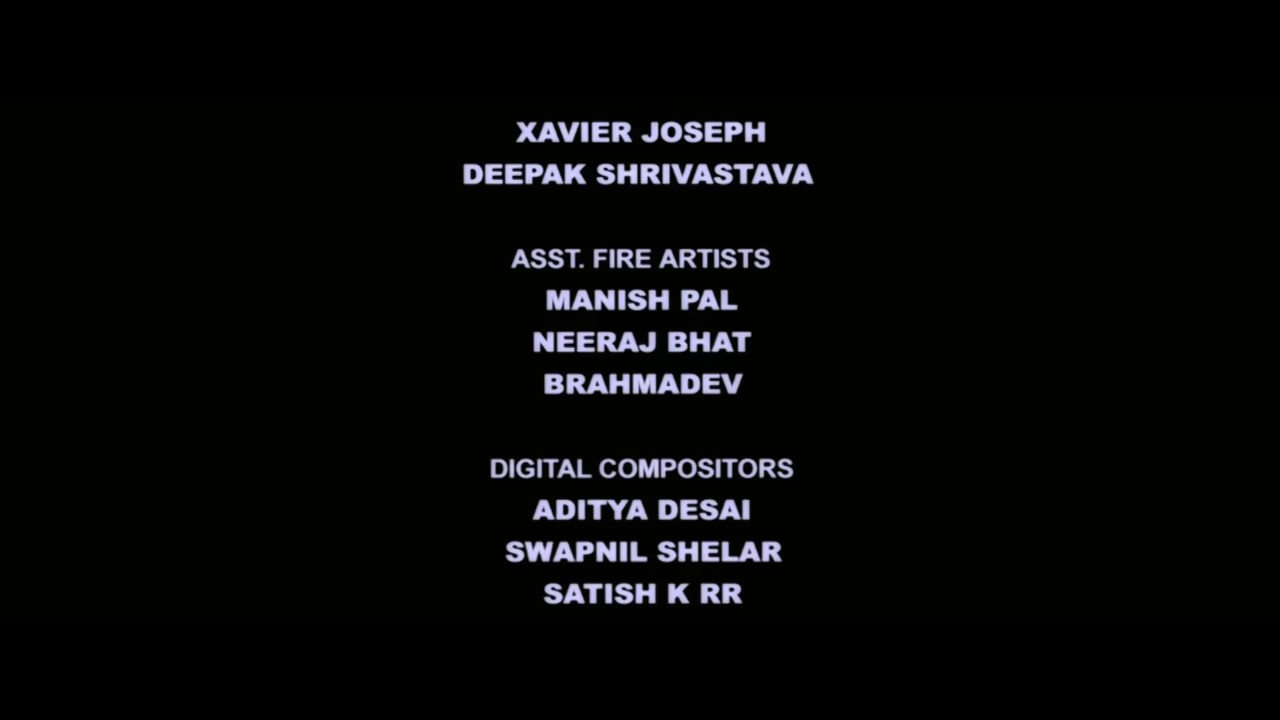 XAVIER JOSEPH
DEEPAK SHRIVASTAVA
ASST. FIRE ARTISTS
MANISH PAL
NEERAJ BHAT
BRAHMADEV
DIGITAL COMPOSITORS
ADITYA DESAI
SWAPNIL SHELAR
SATISH K RR